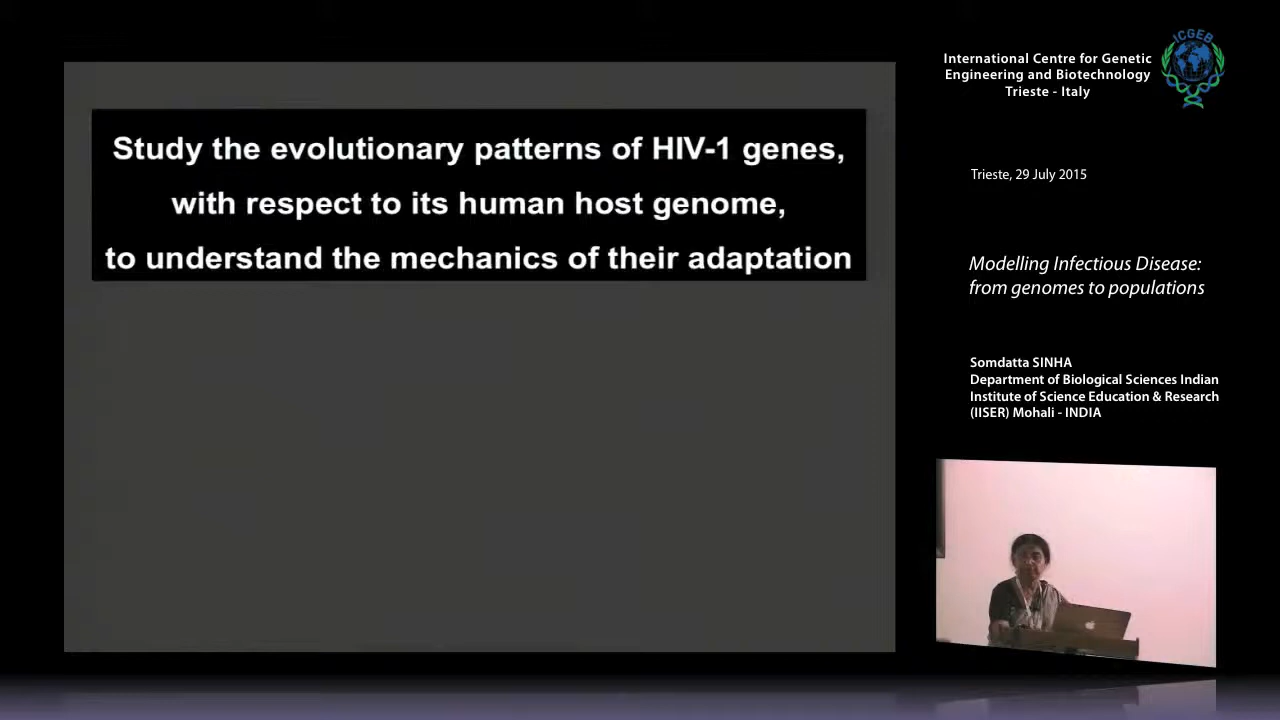 Study the evolutionary patterns of HIV-1 genes,
with respect to its human host genome,
to understand the mechanics of their adaptation
International Centre for Genetic
Engineering and Biotechnology
Trieste - Italy
ICGEB
Trieste, 29 July 2015
Modelling Infectious Disease:
from genomes to populations
Somdatta SINHA
Department of Biological Sciences Indian
Institute of Science Education & Research
(IISER) Mohali - INDIA